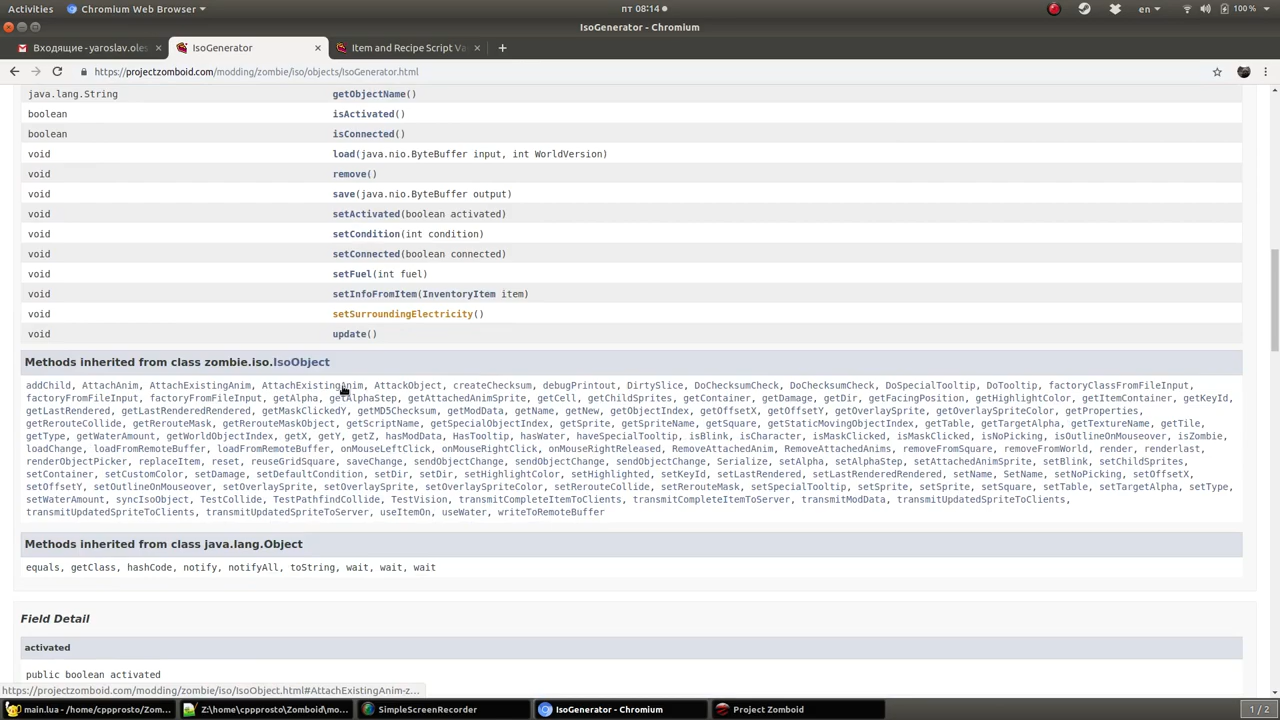 Activities Chromium Web Browser пт 08:14 en 100 %
IsoGenerator - Chromium
Входящие - yaroslav.oles IsoGenerator Item and Recipe Script Va
https://projectzomboid.com/modding/zombie/iso/objects/IsoGenerator.html
java.lang.String getObjectName()
boolean isActivated()
boolean isConnected()
void load(java.nio.ByteBuffer input, int WorldVersion)
void remove()
void save(java.nio.ByteBuffer output)
void setActivated(boolean activated)
void setCondition(int condition)
void setConnected(boolean connected)
void setFuel(int fuel)
void setInfoFromItem(InventoryItem item)
void setSurroundingElectricity()
void update()
Methods inherited from class zombie.iso.IsoObject
addChild, AttachAnim, AttachExistingAnim, AttachExistingAnim, AttackObject, createChecksum, debugPrintout, DirtySlice, DoChecksumCheck, DoChecksumCheck, DoSpecialTooltip, DoTooltip, factoryClassFromFileInput,
factoryFromFileInput, factoryFromFileInput, getAlpha, getAlphaStep, getAttachedAnimSprite, getCell, getChildSprites, getContainer, getDamage, getDir, getFacingPosition, getHighlightColor, getItemContainer, getKeyId,
getLastRendered, getLastRenderedRendered, getMaskClickedY, getMD5Checksum, getModData, getName, getNew, getObjectIndex, getOffsetX, getOffsetY, getOverlaySprite, getOverlaySpriteColor, getProperties,
getRerouteCollide, getRerouteMask, getRerouteMaskObject, getScriptName, getSpecialObjectIndex, getSprite, getSpriteName, getSquare, getStaticMovingObjectIndex, getTable, getTargetAlpha, getTextureName, getTile,
getType, getWaterAmount, getWorldObjectIndex, getX, getY, getZ, hasModData, HasTooltip, hasWater, haveSpecialTooltip, isBlink, isCharacter, isMaskClicked, isMaskClicked, isNoPicking, isOutlineOnMouseover, isZombie,
loadChange, loadFromRemoteBuffer, loadFromRemoteBuffer, onMouseLeftClick, onMouseRightClick, onMouseRightReleased, RemoveAttachedAnim, RemoveAttachedAnims, removeFromSquare, removeFromWorld, render, renderlast,
renderObjectPicker, replaceItem, reset, reuseGridSquare, saveChange, sendObjectChange, sendObjectChange, sendObjectChange, Serialize, setAlpha, setAlphaStep, setAttachedAnimSprite, setBlink, setChildSprites,
setContainer, setCustomColor, setDamage, setDefaultCondition, setDir, setDir, setHighlightColor, setHighlighted, setKeyId, setLastRendered, setLastRenderedRendered, setName, SetName, setNoPicking, setOffsetX,
setOffsetY, setOutlineOnMouseover, setOverlaySprite, setOverlaySprite, setOverlaySpriteColor, setRerouteCollide, setRerouteMask, setSpecialTooltip, setSprite, setSprite, setSquare, setTable, setTargetAlpha, setType,
setWaterAmount, syncIsoObject, TestCollide, TestPathfindCollide, TestVision, transmitCompleteItemToClients, transmitCompleteItemToServer, transmitModData, transmitUpdatedSpriteToClients,
transmitUpdatedSpriteToClients, transmitUpdatedSpriteToServer, useItemOn, useWater, writeToRemoteBuffer
Methods inherited from class java.lang.Object
equals, getClass, hashCode, notify, notifyAll, toString, wait, wait, wait
Field Detail
activated
public boolean activated
https://projectzomboid.com/modding/zombie/iso/IsoObject.html#AttachExistingAnim-z...
main.lua - /home/cppprosto/Zom... Z:\home\cppprosto\Zomboid\mo... SimpleScreenRecorder IsoGenerator - Chromium Project Zomboid 1 / 2